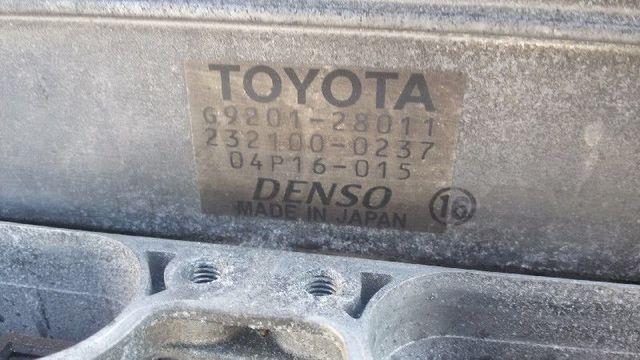 TOYOTA
G9201-28011
232100-0237
04P16-015
DENSO
MADE IN JAPAN 16